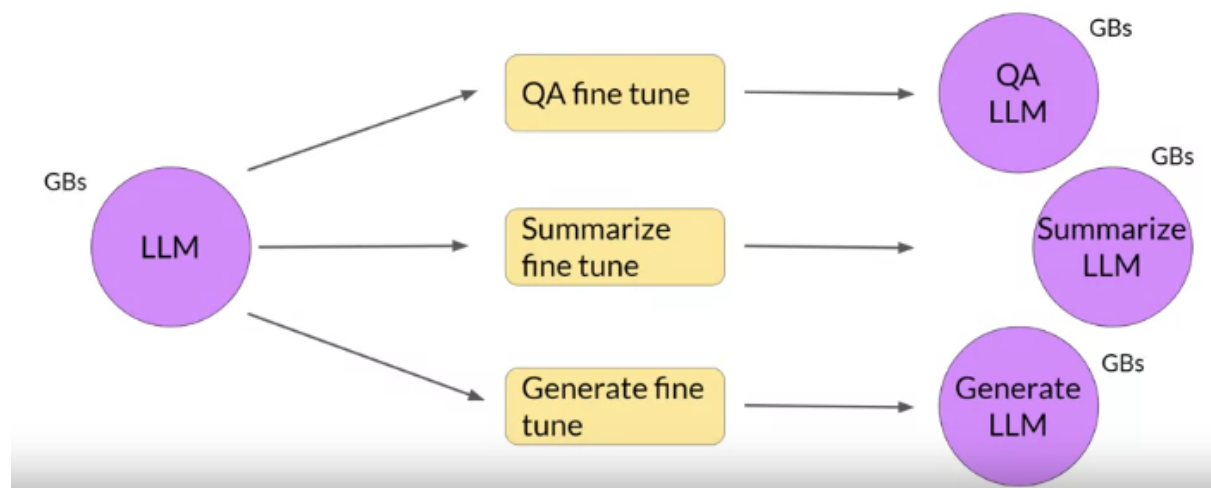 GBs
LLM
QA fine tune
Summarize
fine tune
Generate fine
tune
GBs
QA
LLM
GBs
Summarize
LLM
GBs
Generate
LLM